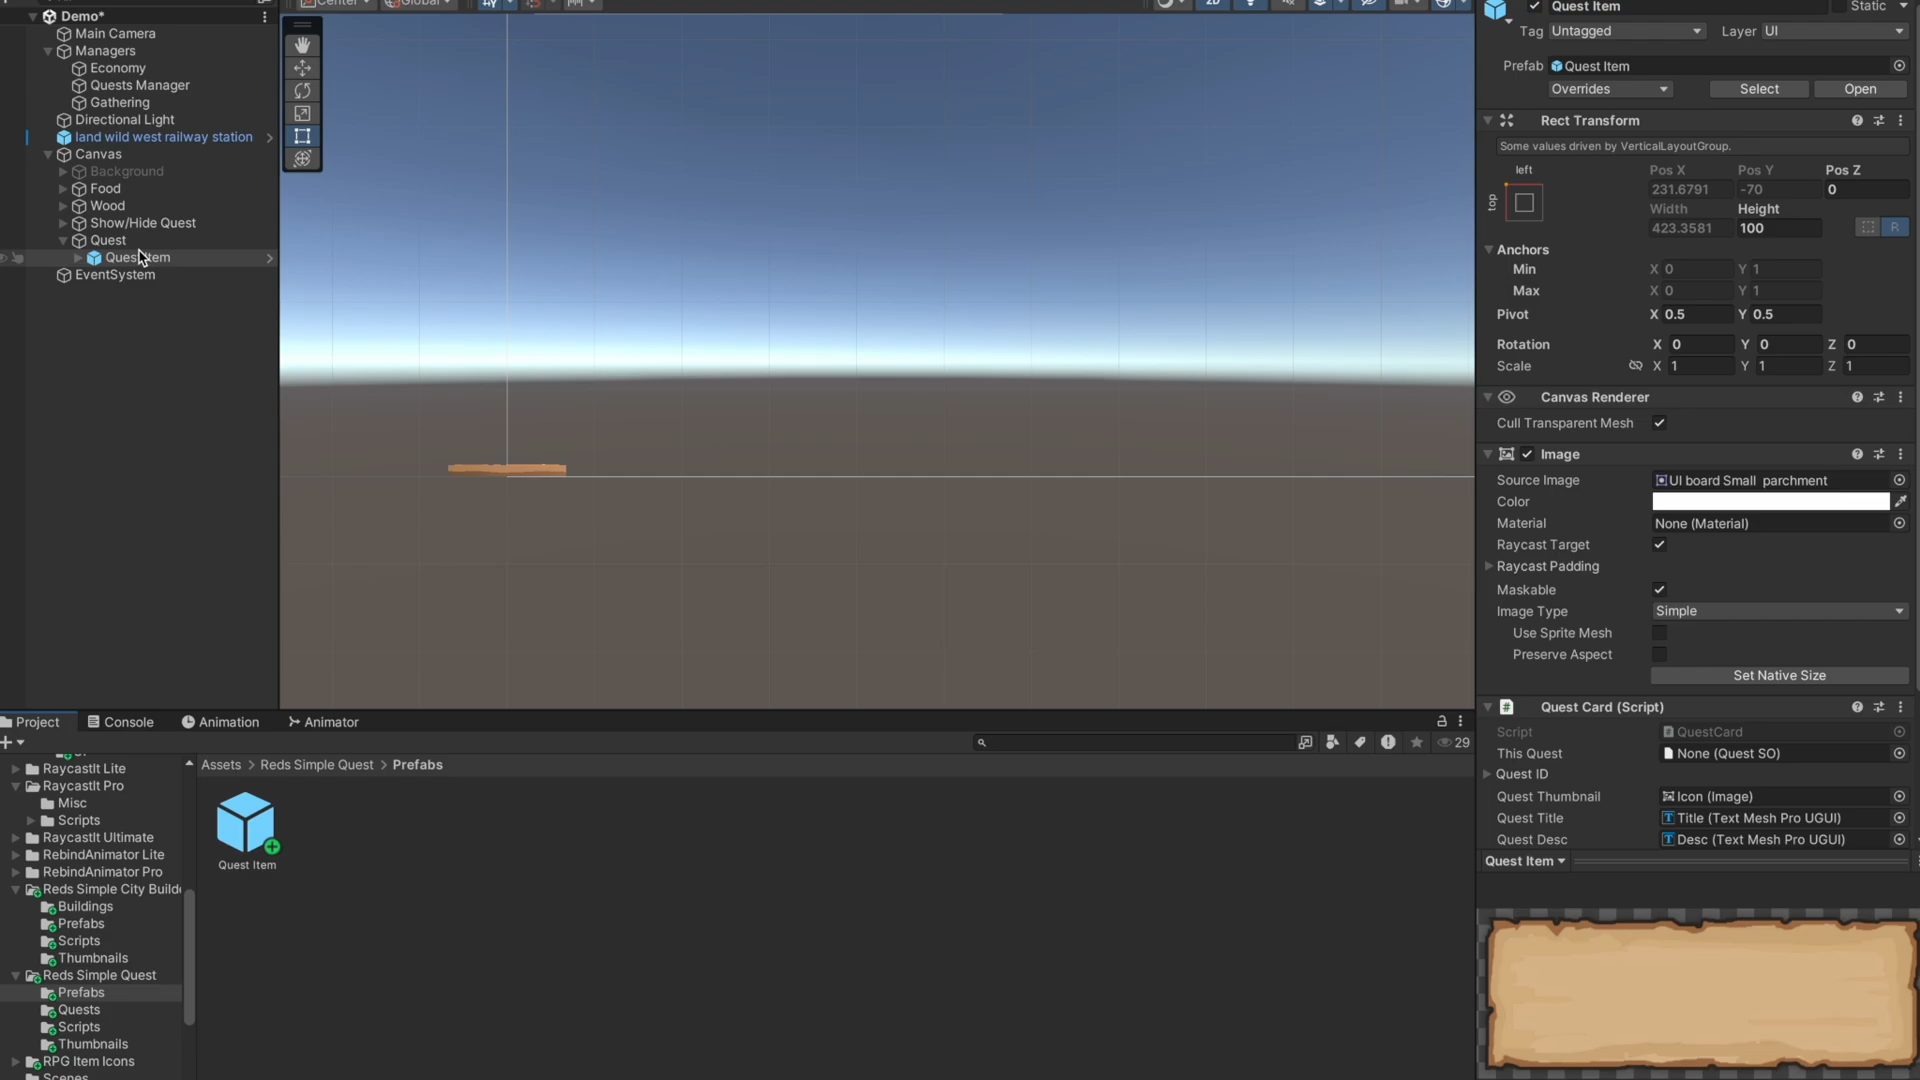 Center
Global
2D
Demo*
Main Camera
Managers
Economy
Quests Manager
Gathering
Directional Light
land wild west railway station
Canvas
Background
Food
Wood
Show/Hide Quest
Quest
Quest Item
EventSystem
Quest Item
Static
Tag Untagged Layer UI
Prefab Quest Item
Overrides Select Open
Rect Transform
Some values driven by VerticalLayoutGroup.
left
top
Pos X Pos Y Pos Z
231.6791 -70 0
Width Height
423.3581 100
R
Anchors
Min X 0 Y 1
Max X 0 Y 1
Pivot X 0.5 Y 0.5
Rotation X 0 Y 0 Z 0
Scale X 1 Y 1 Z 1
Canvas Renderer
Cull Transparent Mesh
Image
Source Image UI board Small parchment
Color
Material None (Material)
Raycast Target
Raycast Padding
Maskable
Image Type Simple
Use Sprite Mesh
Preserve Aspect
Set Native Size
# Quest Card (Script)
Script QuestCard
This Quest None (Quest SO)
Quest ID
Quest Thumbnail Icon (Image)
Quest Title Title (Text Mesh Pro UGUI)
Quest Desc Desc (Text Mesh Pro UGUI)
Quest Item
Project Console Animation Animator
29
Assets > Reds Simple Quest > Prefabs
Quest Item
RaycastIt Lite
RaycastIt Pro
Misc
Scripts
RaycastIt Ultimate
RebindAnimator Lite
RebindAnimator Pro
Reds Simple City Build
Buildings
Prefabs
Scripts
Thumbnails
Reds Simple Quest
Prefabs
Quests
Scripts
Thumbnails
RPG Item Icons
Scenes